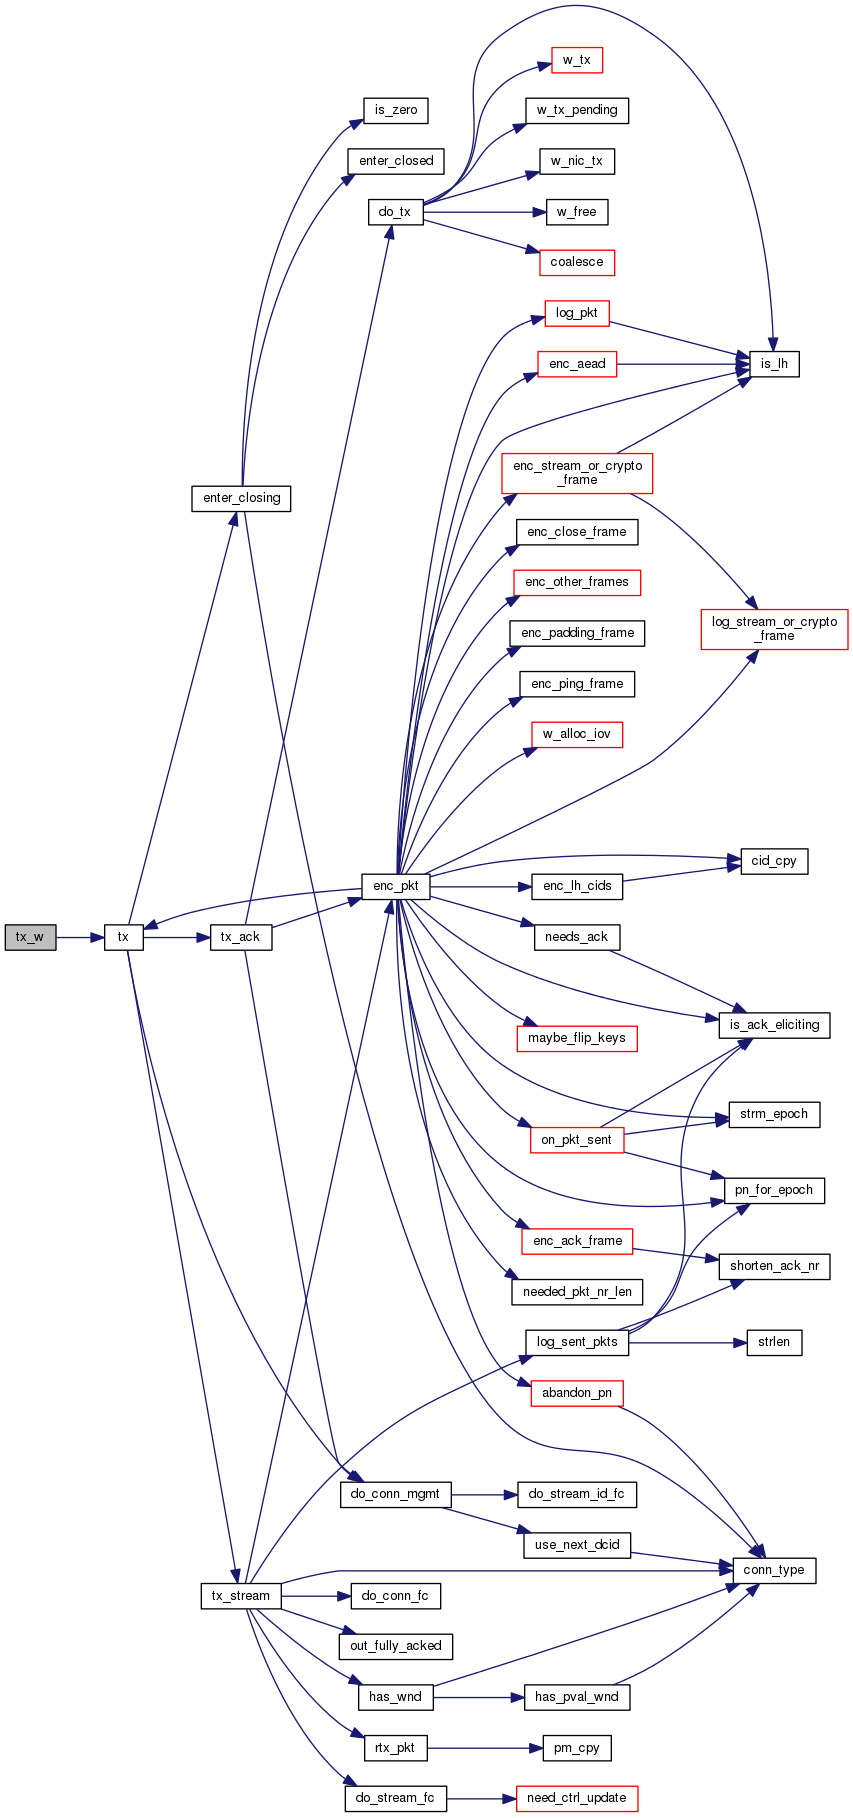 w_tx
is_zero
w_tx_pending
enter_closed
w_nic_tx
do_tx
w_free
coalesce
log_pkt
enc_aead
is_lh
enc_stream_or_crypto
_frame
enter_closing
enc_close_frame
enc_other_frames
enc_padding_frame
log_stream_or_crypto
_frame
enc_ping_frame
w_alloc_iov
cid_cpy
enc_pkt
enc_lh_cids
tx_w
tx
tx_ack
needs_ack
is_ack_eliciting
maybe_flip_keys
strm_epoch
on_pkt_sent
pn_for_epoch
enc_ack_frame
shorten_ack_nr
needed_pkt_nr_len
log_sent_pkts
strlen
abandon_pn
do_conn_mgmt
do_stream_id_fc
use_next_dcid
conn_type
tx_stream
do_conn_fc
out_fully_acked
has_wnd
has_pval_wnd
rtx_pkt
pm_cpy
do_stream_fc
need_ctrl_update